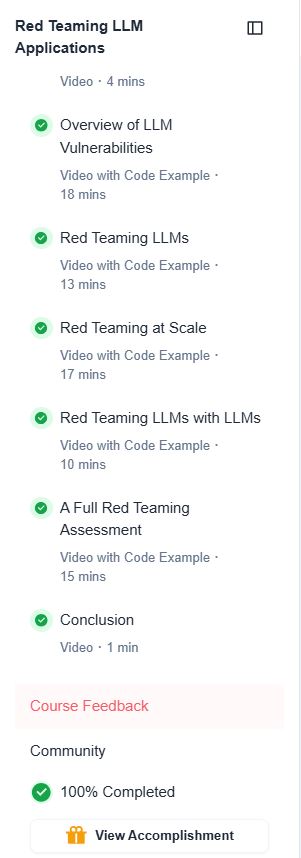 Red Teaming LLM
Applications
Video · 4 mins
Overview of LLM
Vulnerabilities
Video with Code Example ·
18 mins
Red Teaming LLMs
Video with Code Example ·
13 mins
Red Teaming at Scale
Video with Code Example ·
17 mins
Red Teaming LLMs with LLMs
Video with Code Example ·
10 mins
A Full Red Teaming
Assessment
Video with Code Example ·
15 mins
Conclusion
Video · 1 min
Course Feedback
Community
100% Completed
View Accomplishment